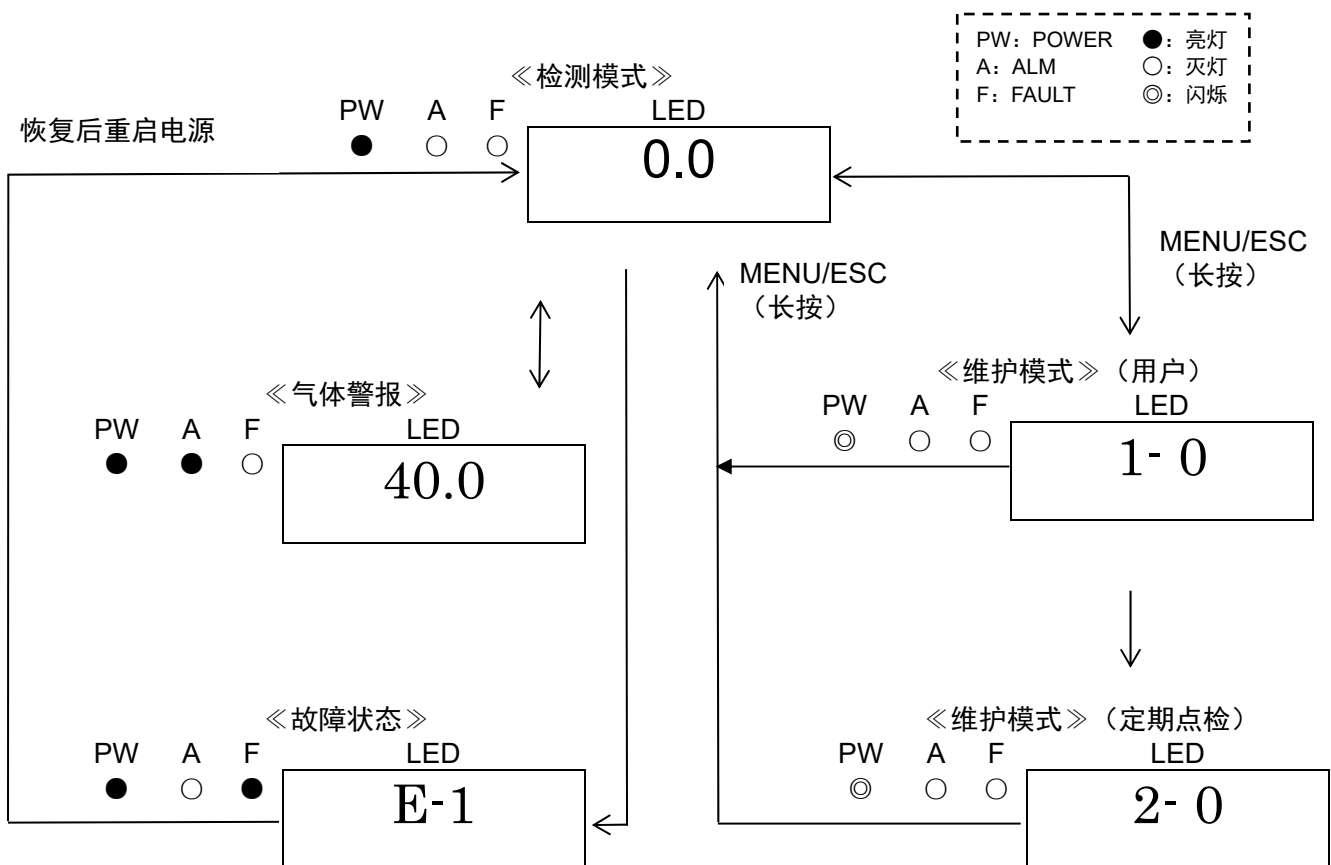 PW：POWER ●：亮灯
A：ALM ○：灭灯
F：FAULT ◎：闪烁
≪检测模式≫
PW A F LED
恢复后重启电源
● ○ ○
0.0
MENU/ESC
（长按）
MENU/ESC
（长按）
≪维护模式≫（用户）
≪气体警报≫
PW A F LED
◎ ○ ○
1- 0
PW A F LED
● ● ○
40.0
≪故障状态≫
PW A F LED
● ○ ●
E-1
≪维护模式≫（定期点检）
PW A F LED
◎ ○ ○
2- 0